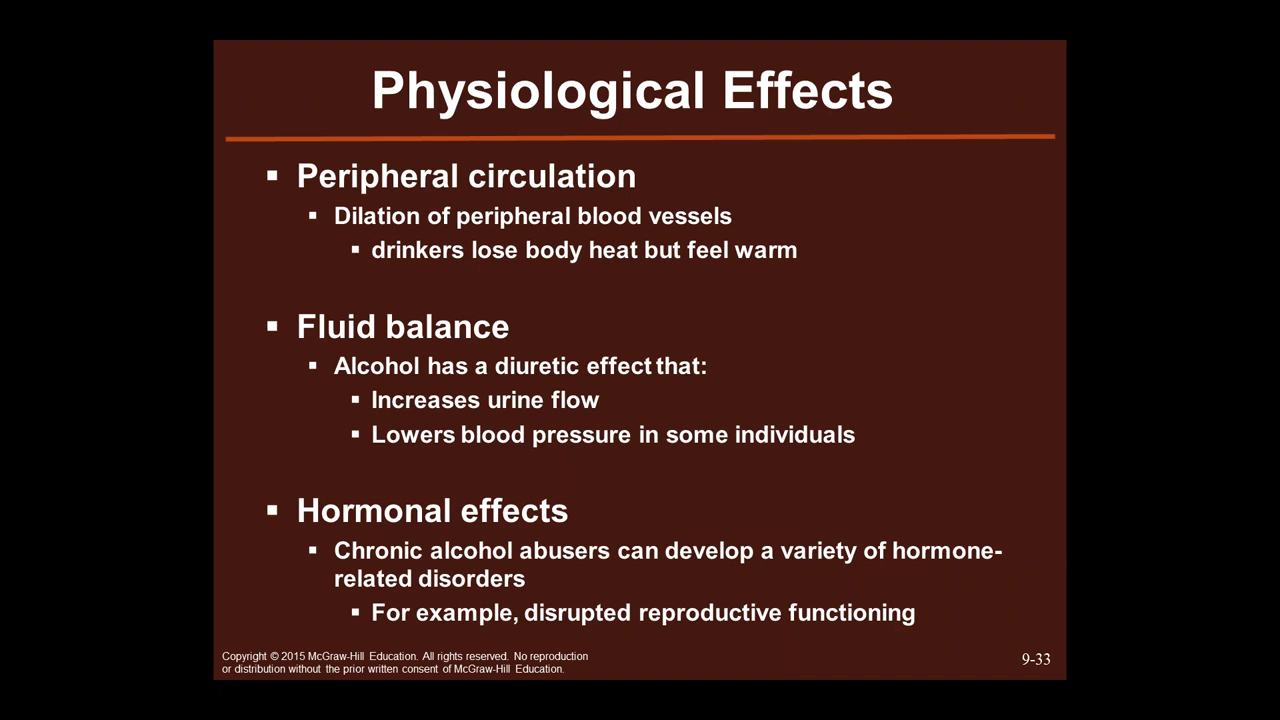 Physiological Effects
▪ Peripheral circulation
▪ Dilation of peripheral blood vessels
▪ drinkers lose body heat but feel warm
▪ Fluid balance
▪ Alcohol has a diuretic effect that:
▪ Increases urine flow
▪ Lowers blood pressure in some individuals
▪ Hormonal effects
▪ Chronic alcohol abusers can develop a variety of hormone-
related disorders
▪ For example, disrupted reproductive functioning
Copyright © 2015 McGraw-Hill Education. All rights reserved. No reproduction
or distribution without the prior written consent of McGraw-Hill Education.
9-33